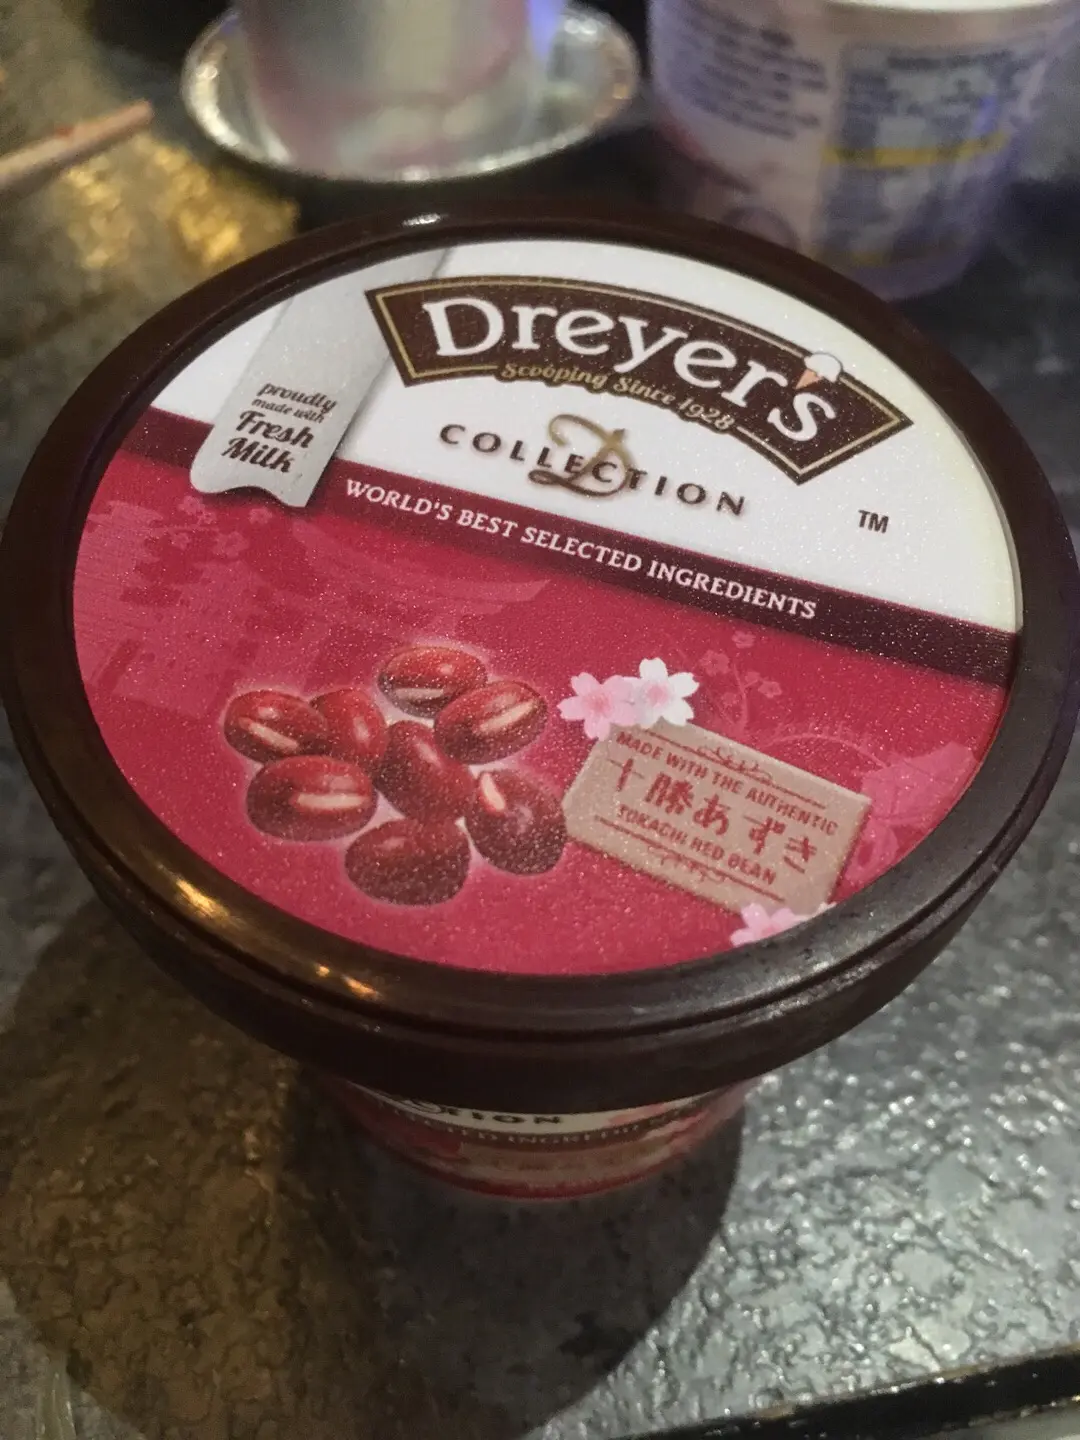 Dreyer's
Scooping Since 1928
D
COLLECTION
TM
proudly
made with
Fresh
Milk
WORLD'S BEST SELECTED INGREDIENTS
MADE WITH THE AUTHENTIC
十勝あずき
TOKACHI RED BEAN